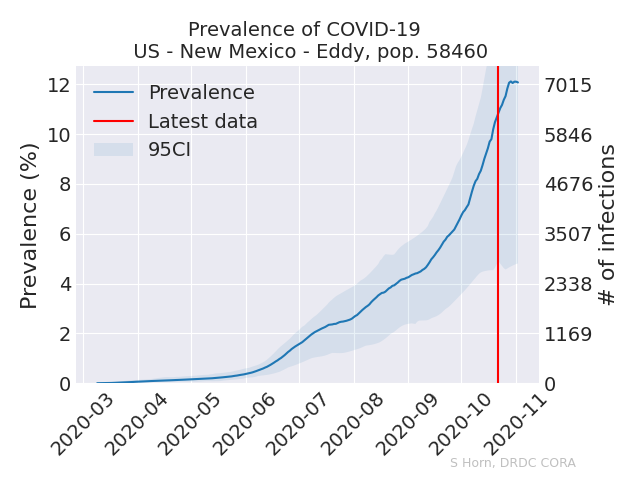 Prevalence of COVID-19
US - New Mexico - Eddy, pop. 58460
Prevalence
Latest data
95CI
Prevalence (%)
12
10
8
6
4
2
0
7015
5846
4676
3507
2338
1169
0
# of infections
2020-03
2020-04
2020-05
2020-06
2020-07
2020-08
2020-09
2020-10
2020-11
S Horn, DRDC CORA